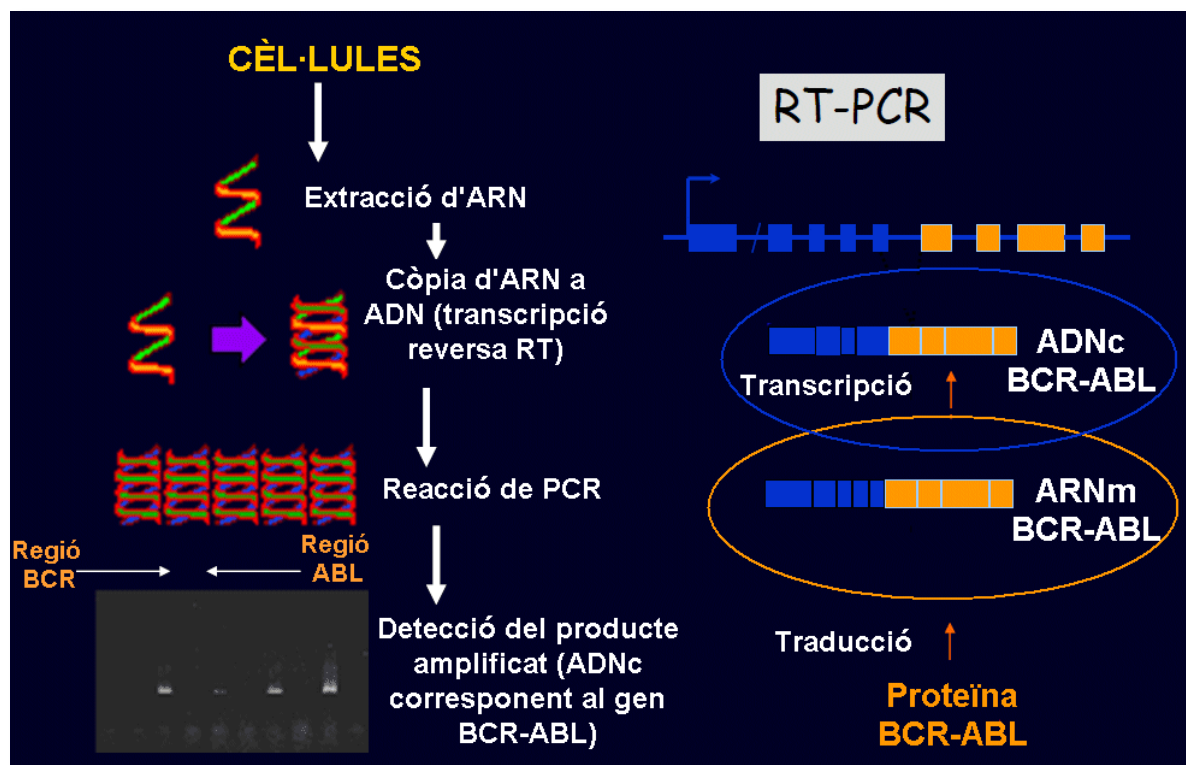 CÈL·LULES
Extracció d'ARN
Còpia d'ARN a
ADN (transcripció
reversa RT)
Reacció de PCR
Regió
BCR
Regió
ABL
Detecció del producte
amplificat (ADNc
corresponent al gen
BCR-ABL)
RT-PCR
ADNc
BCR-ABL
Transcripció
ARNm
BCR-ABL
Traducció
Proteïna
BCR-ABL